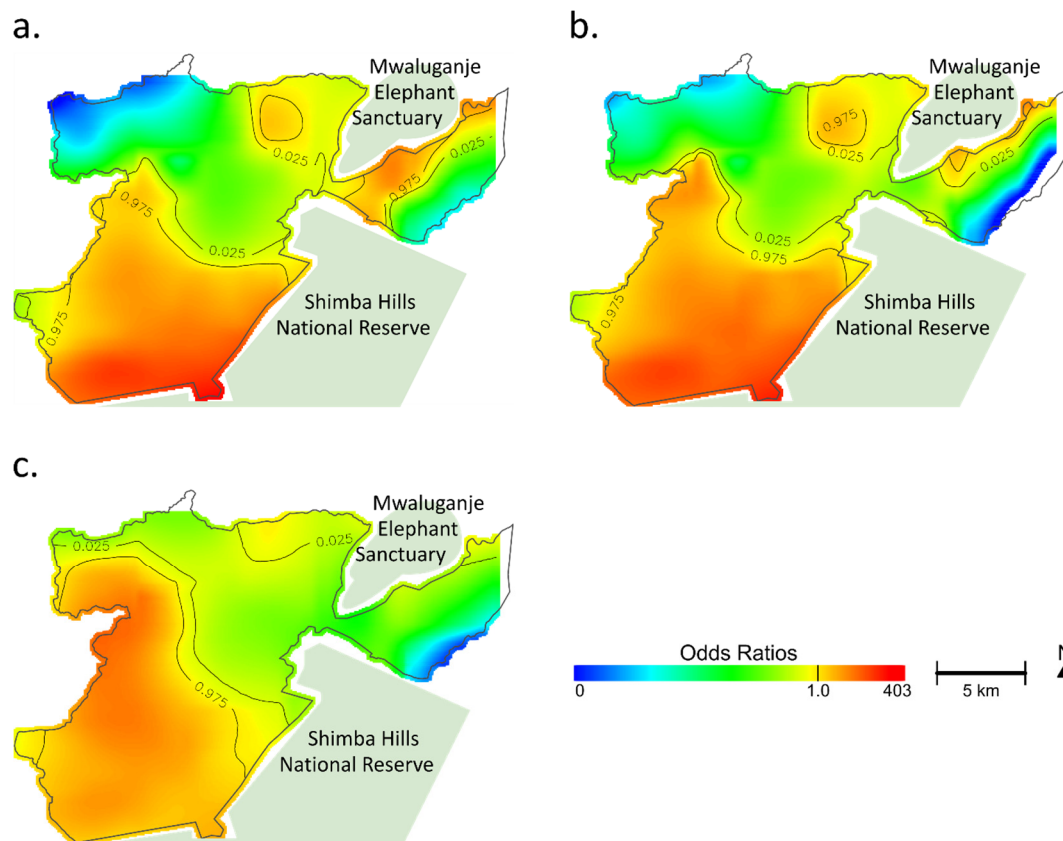 a.
Mwaluganje
Elephant
Sanctuary
0.025
0.025
0.975
0.975
0.025
0.975
Shimba Hills
National Reserve
b.
Mwaluganje
Elephant
Sanctuary
0.975
0.025
0.025
0.025
0.975
0.975
Shimba Hills
National Reserve
c.
Mwaluganje
Elephant
Sanctuary
0.025
0.025
0.975
Shimba Hills
National Reserve
Odds Ratios
0 1.0 403
5 km